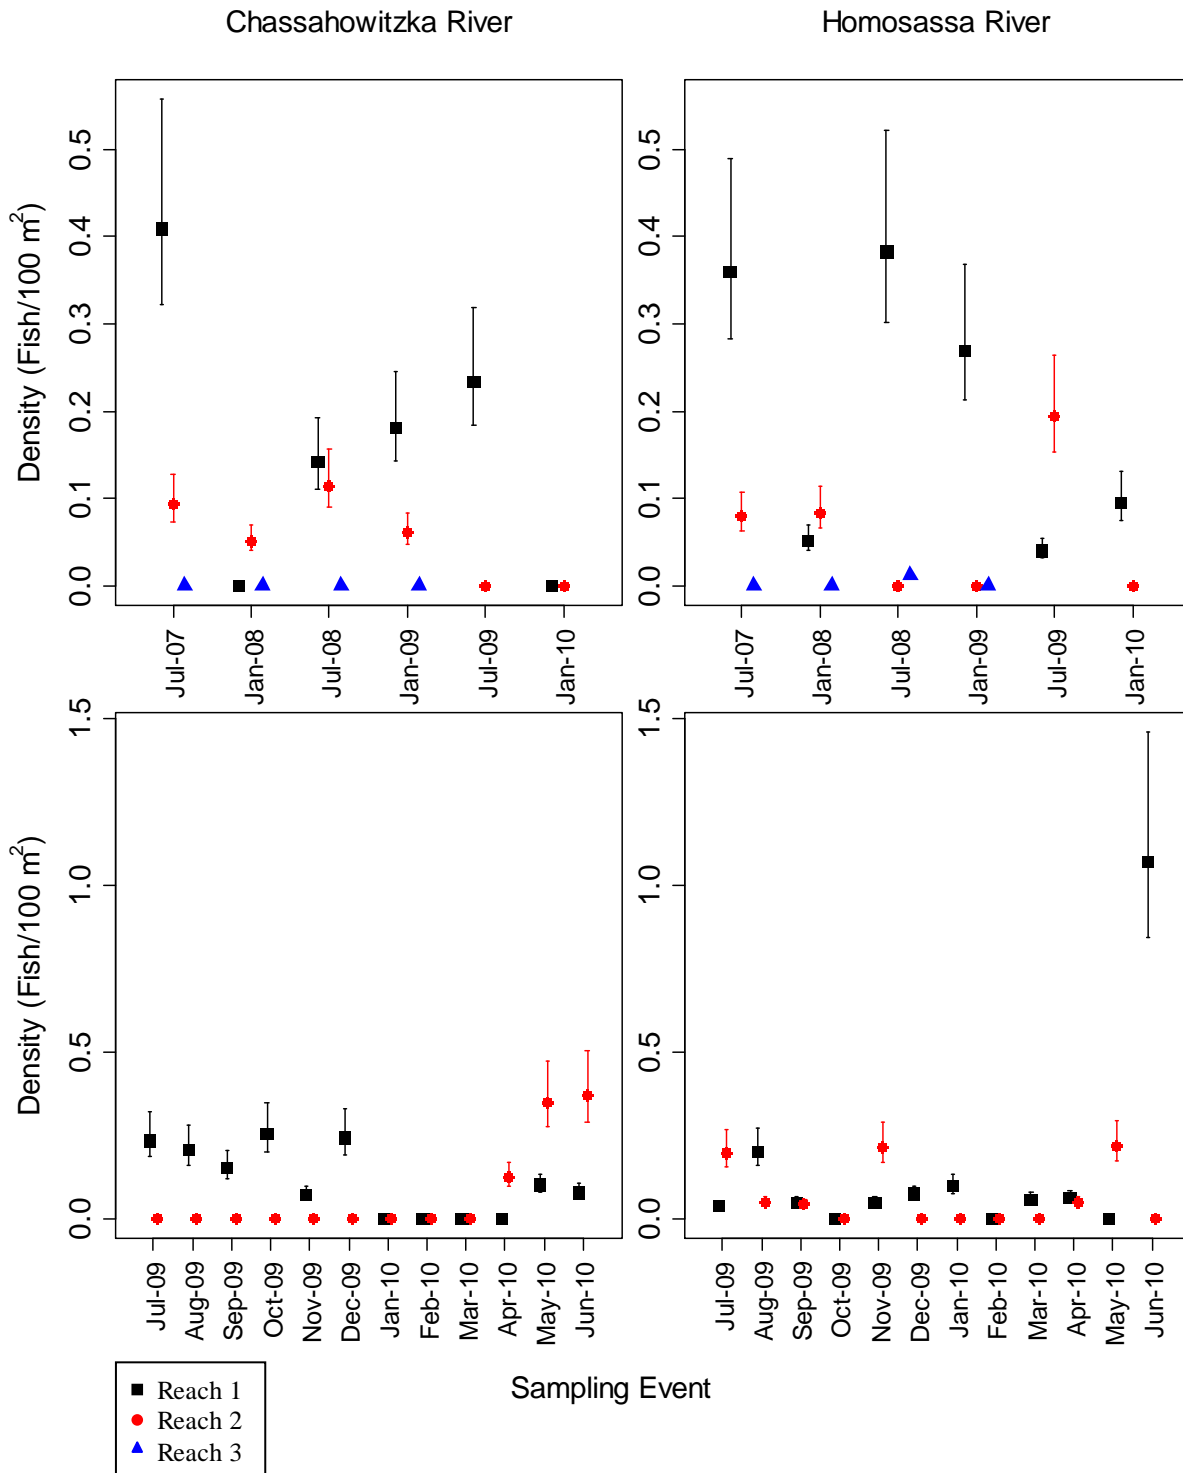 Chassahowitzka River
Homosassa River
Density (Fish/100 m²)
0.0 0.1 0.2 0.3 0.4 0.5
Jul-07 Jan-08 Jul-08 Jan-09 Jul-09 Jan-10
0.0 0.1 0.2 0.3 0.4 0.5
Jul-07 Jan-08 Jul-08 Jan-09 Jul-09 Jan-10
Density (Fish/100 m²)
0.0 0.5 1.0 1.5
Jul-09 Aug-09 Sep-09 Oct-09 Nov-09 Dec-09 Jan-10 Feb-10 Mar-10 Apr-10 May-10 Jun-10
0.0 0.5 1.0 1.5
Jul-09 Aug-09 Sep-09 Oct-09 Nov-09 Dec-09 Jan-10 Feb-10 Mar-10 Apr-10 May-10 Jun-10
Sampling Event
Reach 1
Reach 2
Reach 3